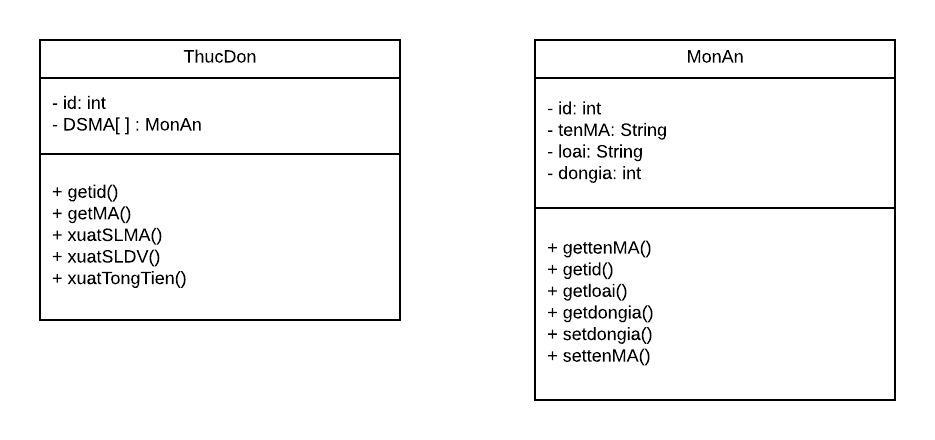 ThucDon
- id: int
- DSMA[ ] : MonAn
+ getid()
+ getMA()
+ xuatSLMA()
+ xuatSLDV()
+ xuatTongTien()
MonAn
- id: int
- tenMA: String
- loai: String
- dongia: int
+ gettenMA()
+ getid()
+ getloai()
+ getdongia()
+ setdongia()
+ settenMA()